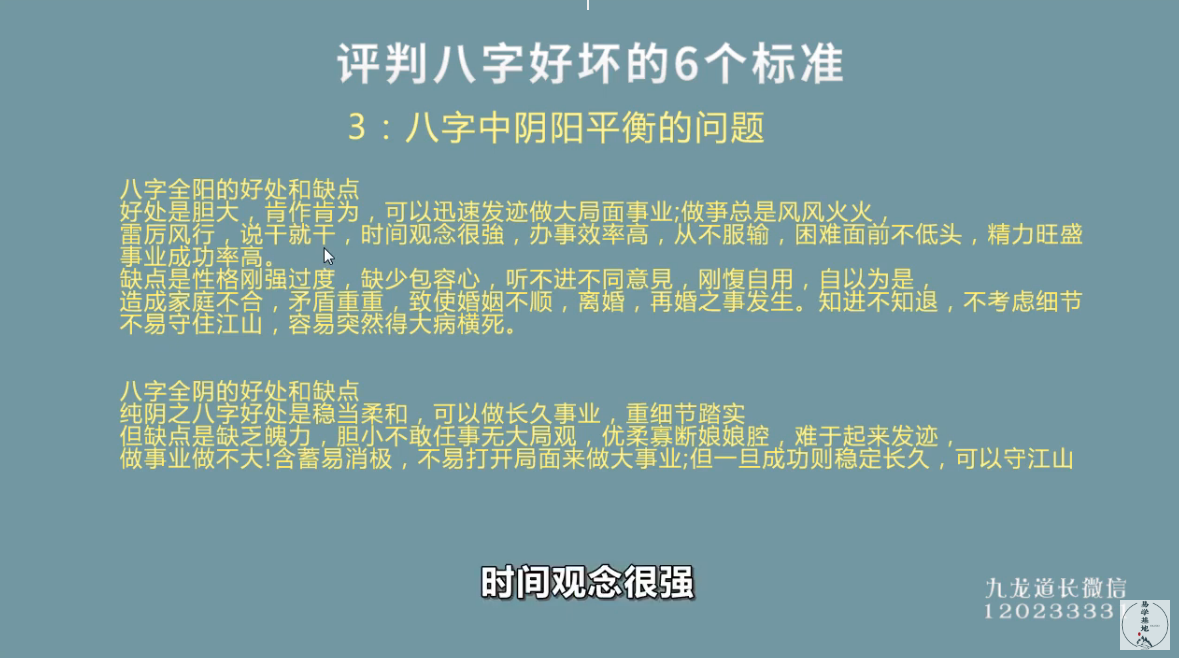 评判八字好坏的6个标准
3：八字中阴阳平衡的问题
八字全阳的好处和缺点
好处是胆大，肯作肯为，可以迅速发迹做大局面事业;做亊总是风风火火，
雷厉风行，说干就干，时间观念很強，办事效率高，从不服输，困难面前不低头，精力旺盛
事业成功率高。
缺点是性格刚强过度，缺少包容心，听不进不同意見，刚愎自用，自以为是，
造成家庭不合，矛盾重重，致使婚姻不顺，离婚，再婚之事发生。知进不知退，不考虑细节
不易守住江山，容易突然得大病横死。
八字全阴的好处和缺点
纯阴之八字好处是稳当柔和，可以做长久事业，重细节踏实
但缺点是缺乏魄力，胆小不敢任事无大局观，优柔寡断娘娘腔，难于起来发迹，
做事业做不大!含蓄易消极，不易打开局面来做大事业;但一旦成功则稳定长久，可以守江山
时间观念很强
九龙道长微信
12023333
易学基地